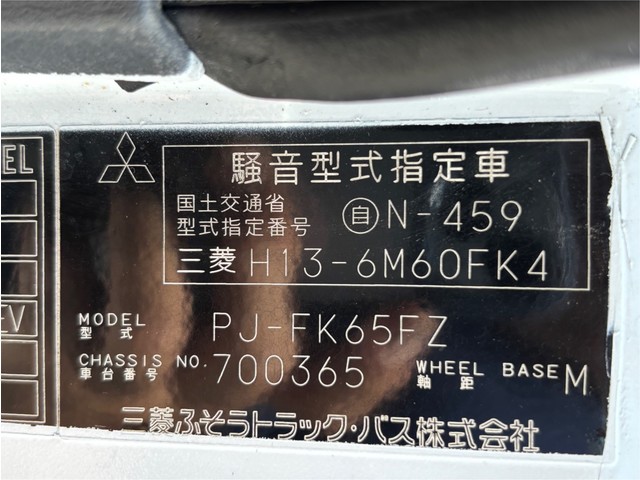 EL
EV
騒音型式指定車
国土交通省
型式指定番号 自N-459
三菱 H13-6M60FK4
MODEL
型式 PJ-FK65FZ
CHASSIS NO. 700365 WHEEL BASE M
車台番号 軸距
三菱ふそうトラック・バス株式会社